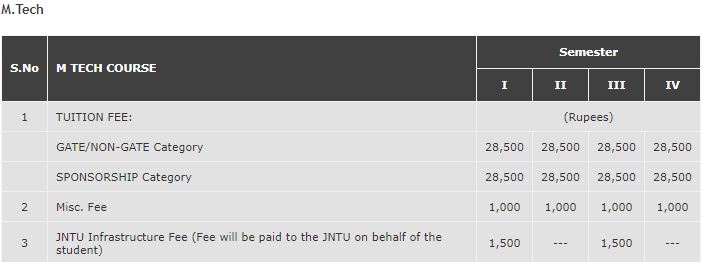 M.Tech
S.No M TECH COURSE Semester
I II III IV
1 TUITION FEE: (Rupees)
GATE/NON-GATE Category 28,500 28,500 28,500 28,500
SPONSORSHIP Category 28,500 28,500 28,500 28,500
2 Misc. Fee 1,000 1,000 1,000 1,000
3 JNTU Infrastructure Fee (Fee will be paid to the JNTU on behalf of the 1,500 --- 1,500 ---
student)